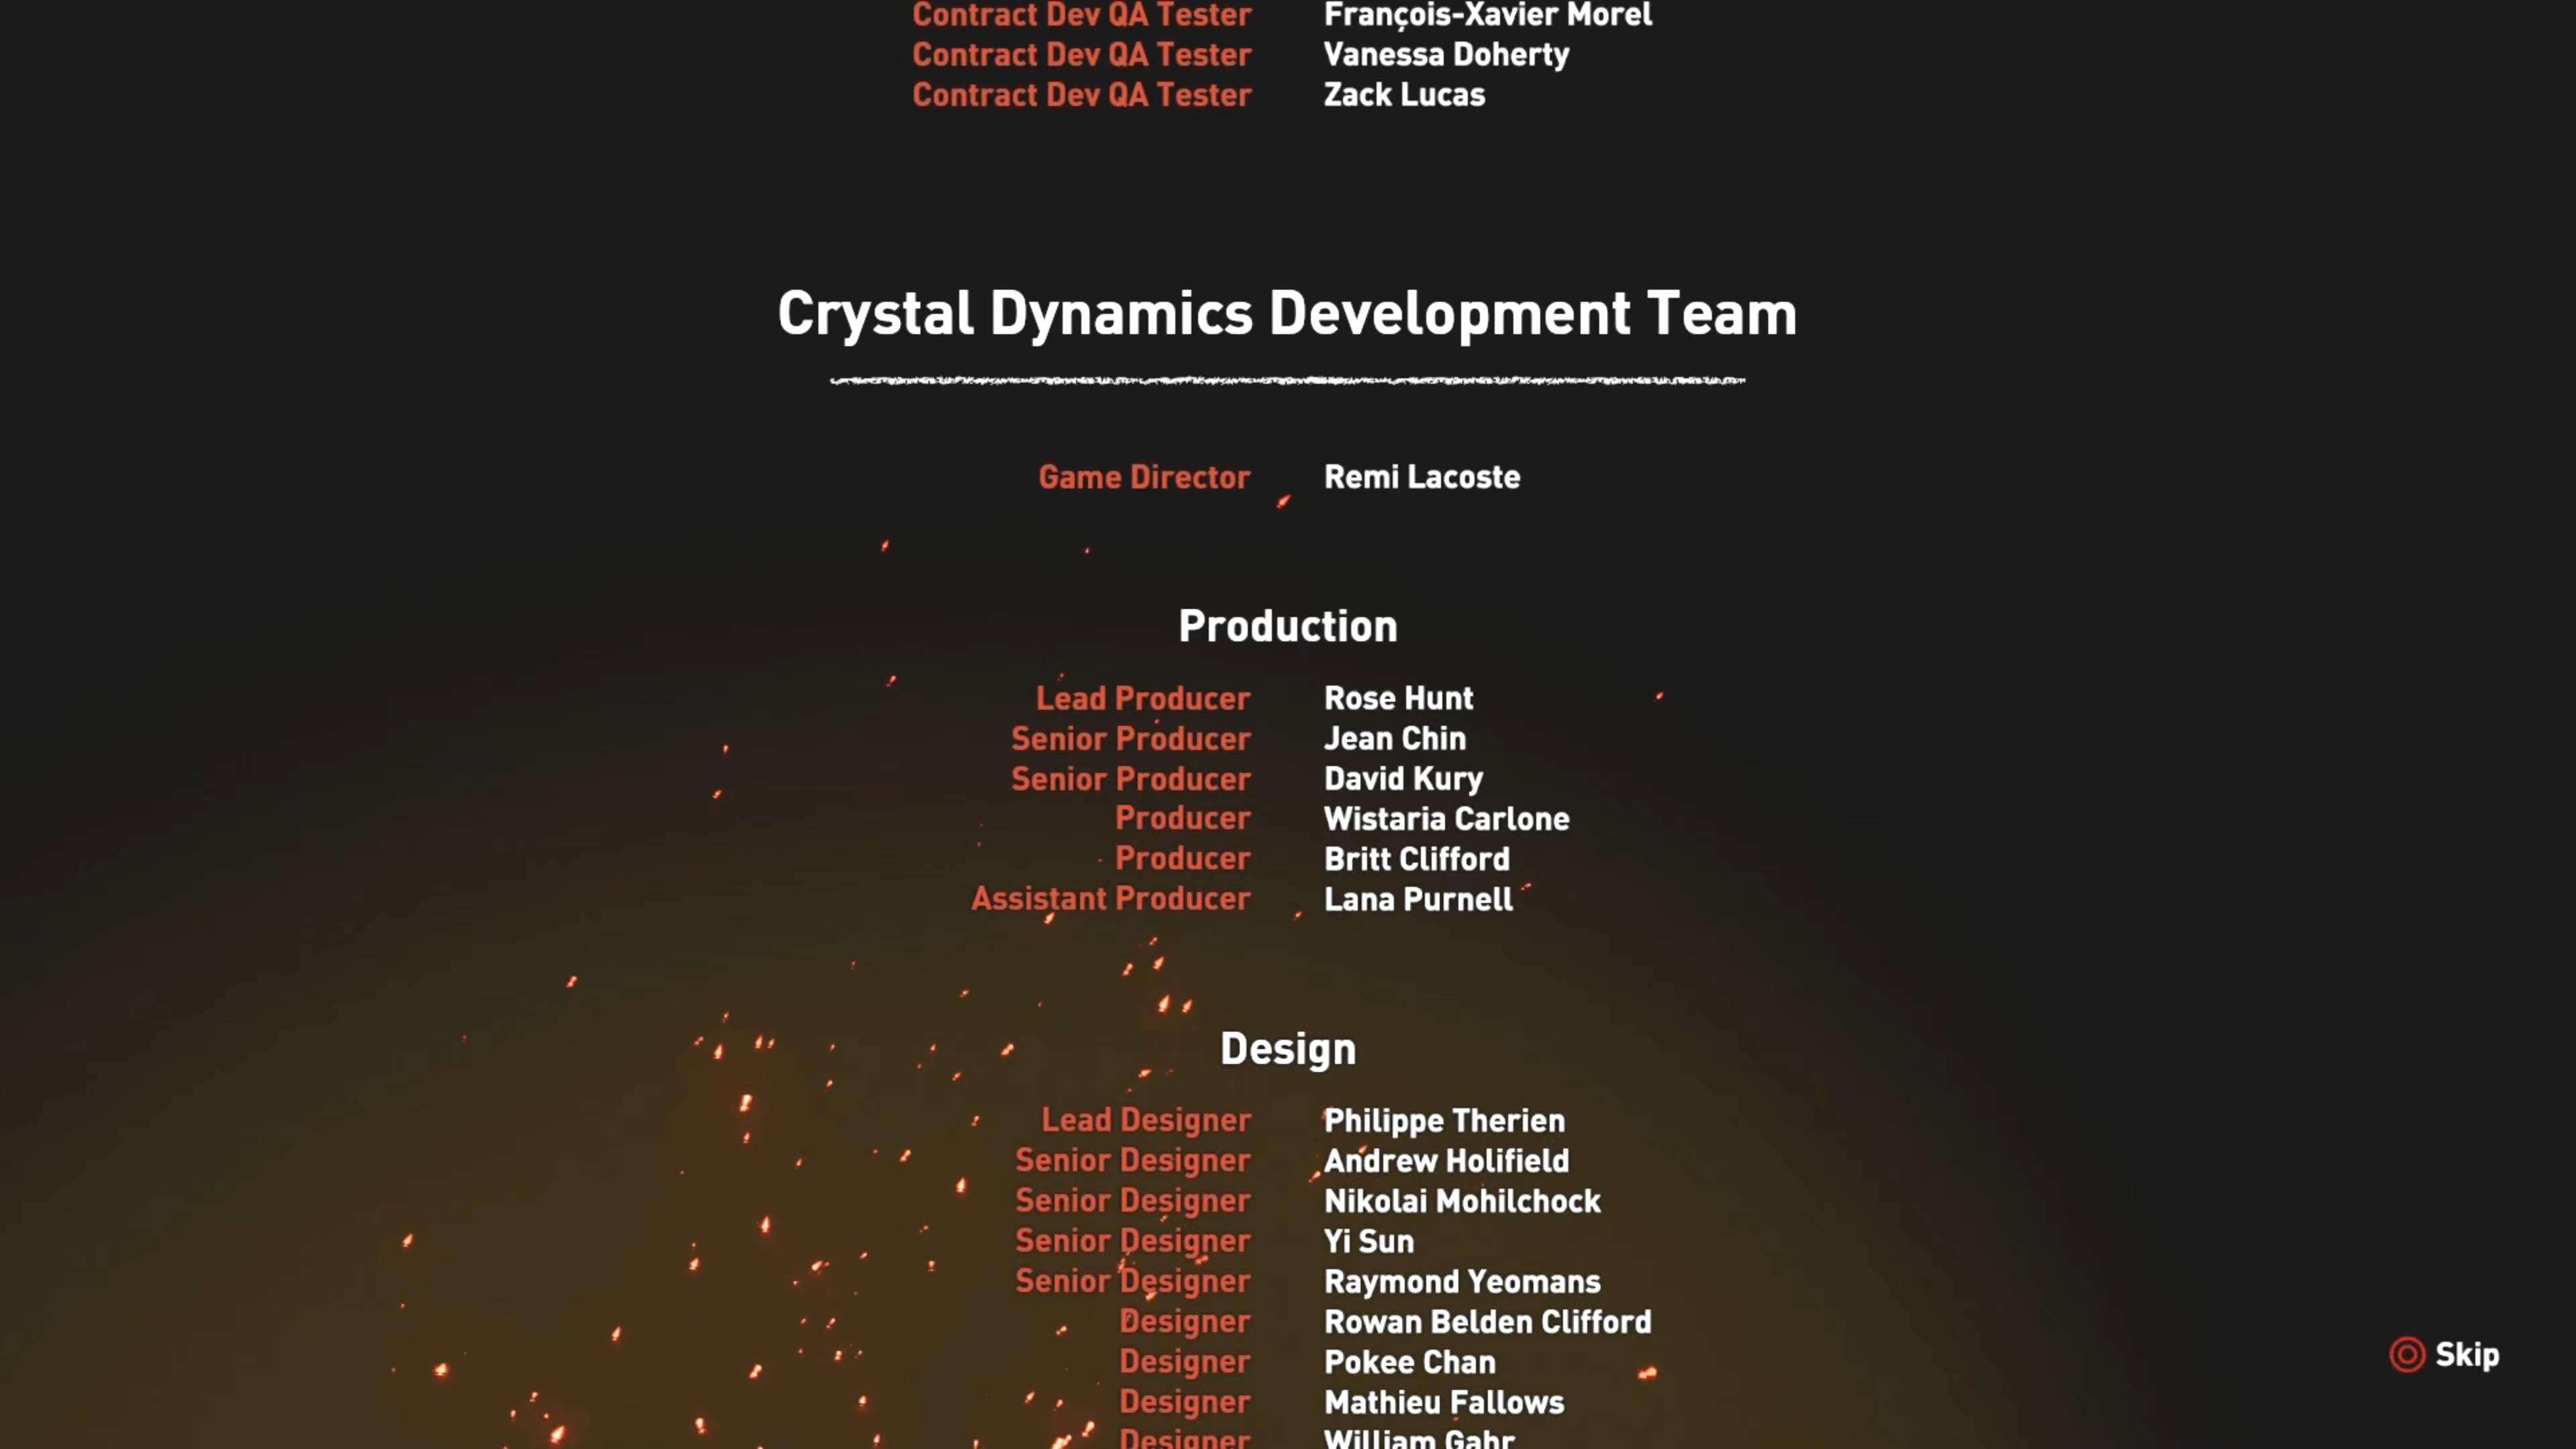 Contract Dev QA Tester François-Xavier Morel
Contract Dev QA Tester Vanessa Doherty
Contract Dev QA Tester Zack Lucas
Crystal Dynamics Development Team
Game Director Remi Lacoste
Production
Lead Producer Rose Hunt
Senior Producer Jean Chin
Senior Producer David Kury
Producer Wistaria Carlone
Producer Britt Clifford
Assistant Producer Lana Purnell
Design
Lead Designer Philippe Therien
Senior Designer Andrew Holifield
Senior Designer Nikolai Mohilchock
Senior Designer Yi Sun
Senior Designer Raymond Yeomans
Designer Rowan Belden Clifford
Designer Pokee Chan
Skip
Designer Mathieu Fallows
Designer William Gahr